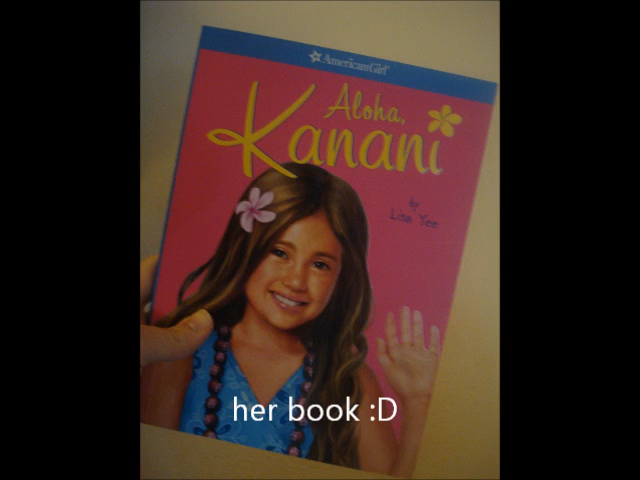 AmericanGirl
Aloha,
Kanani
by
Lisa Yee
her book :D